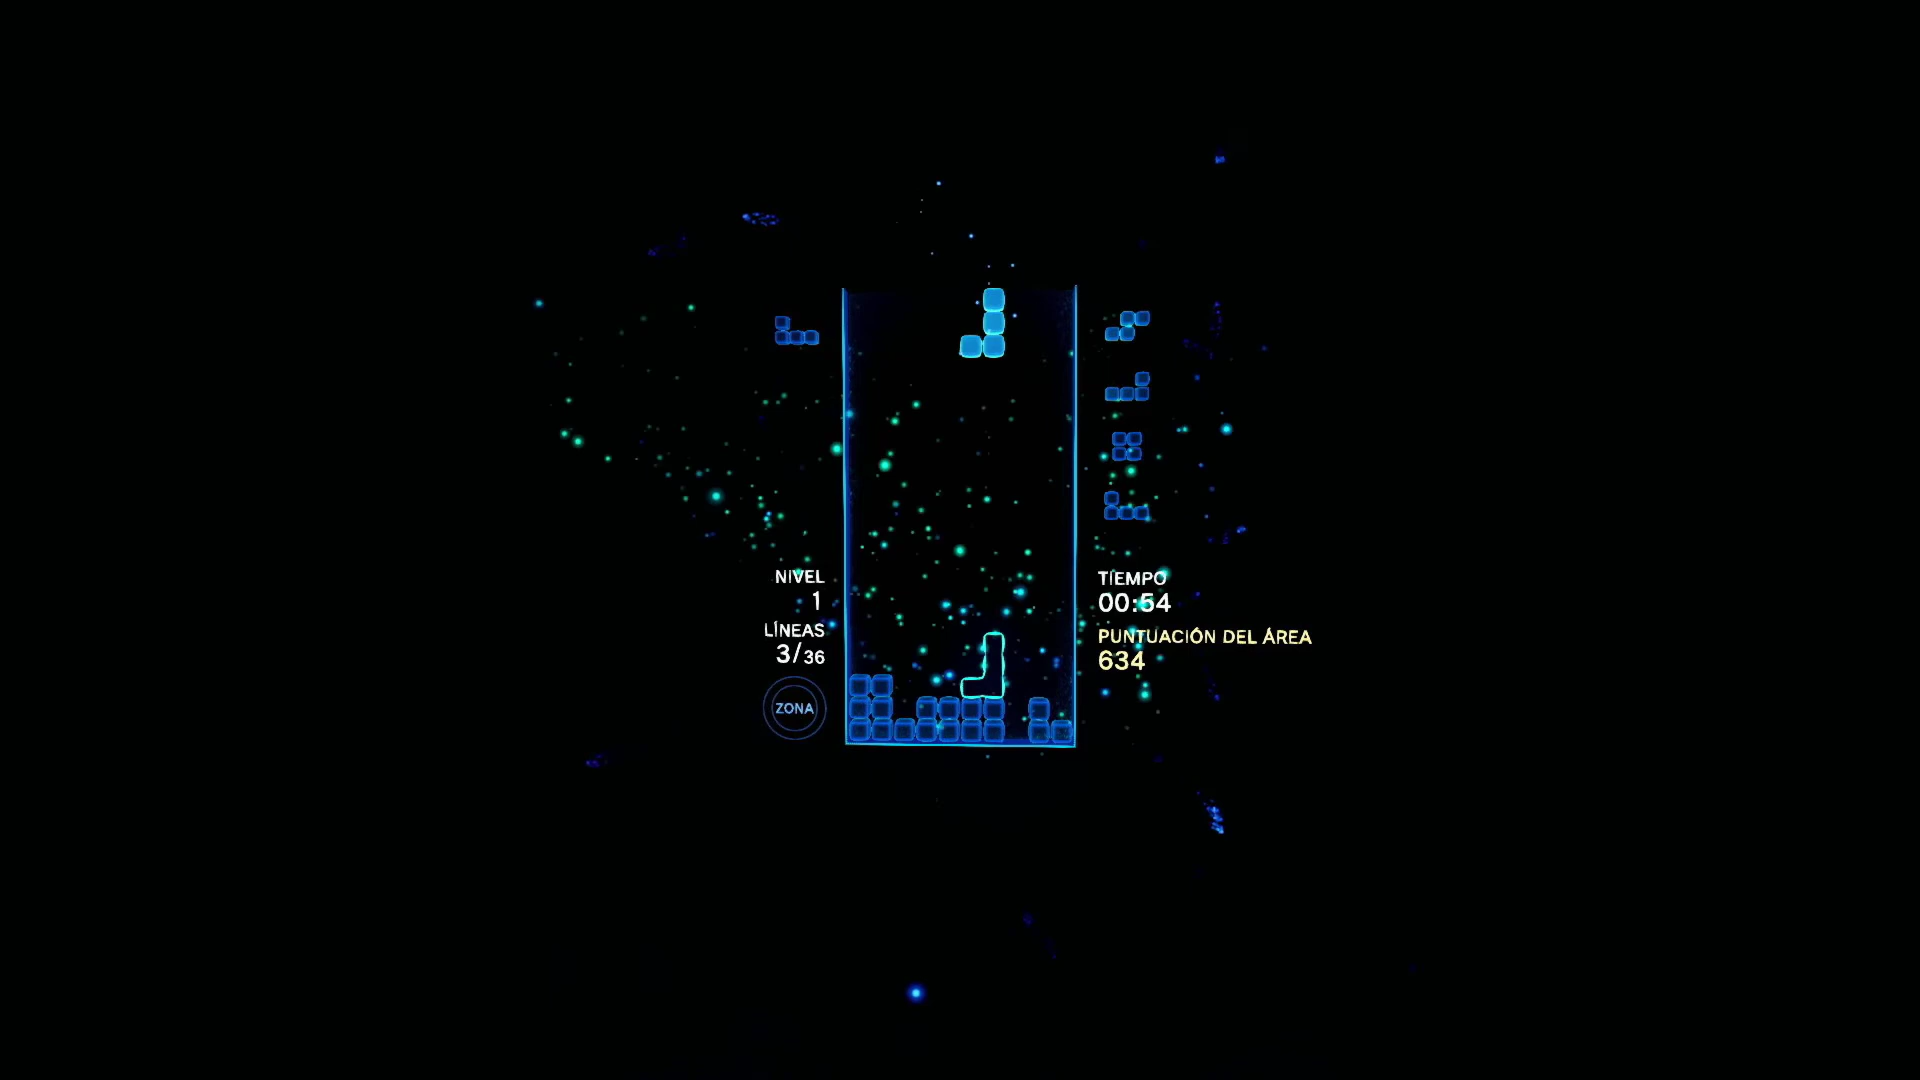 NIVEL
1
LÍNEAS
3/36
ZONA
TIEMPO
00:54
PUNTUACIÓN DEL ÁREA
634